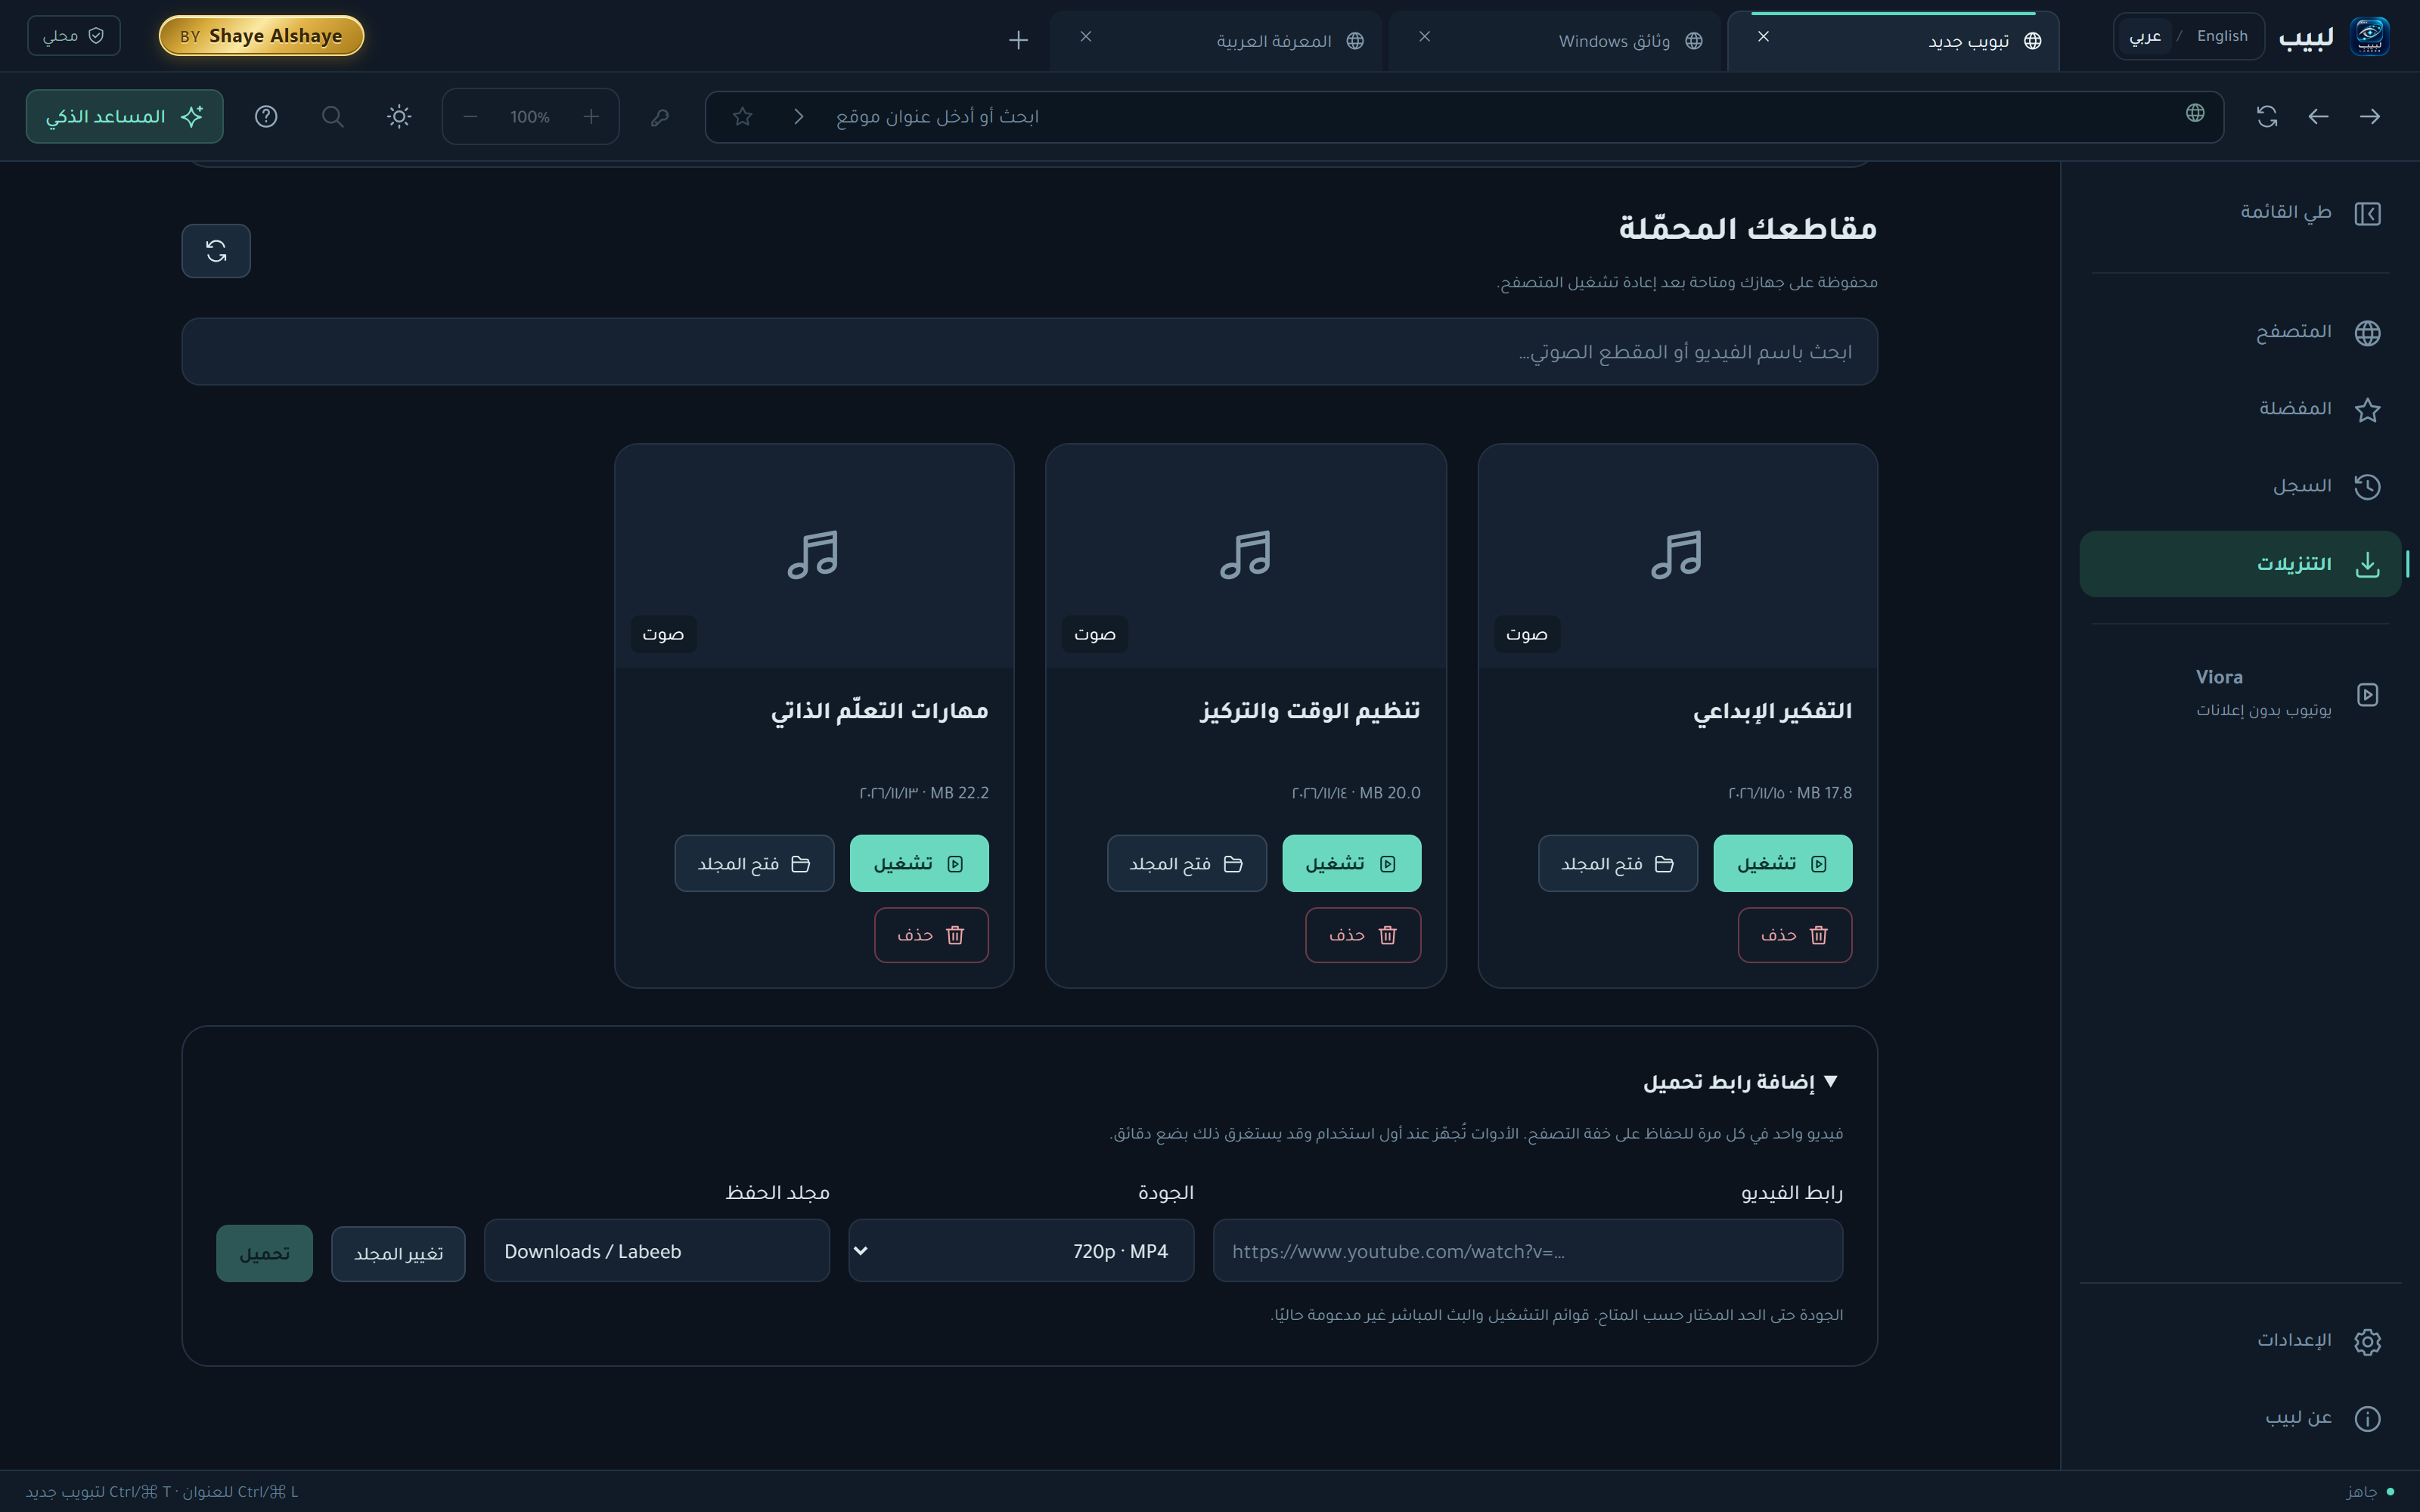 لبيب
English / عربي
تبويب جديد
وثائق Windows
المعرفة العربية
BY Shaye Alshaye
محلي
ابحث أو أدخل عنوان موقع
100%
المساعد الذكي
طي القائمة
المتصفح
المفضلة
السجل
التنزيلات
Viora
يوتيوب بدون إعلانات
الإعدادات
عن لبيب
مقاطعك المحمّلة
محفوظة على جهازك ومتاحة بعد إعادة تشغيل المتصفح.
ابحث باسم الفيديو أو المقطع الصوتي...
صوت
التفكير الإبداعي
17.8 MB · ٢٠٢٦/١١/١٥
تشغيل
فتح المجلد
حذف
صوت
تنظيم الوقت والتركيز
20.0 MB · ٢٠٢٦/١١/١٤
تشغيل
فتح المجلد
حذف
صوت
مهارات التعلّم الذاتي
22.2 MB · ٢٠٢٦/١١/١٣
تشغيل
فتح المجلد
حذف
إضافة رابط تحميل
فيديو واحد في كل مرة للحفاظ على خفة التصفح. الأدوات تُجهّز عند أول استخدام وقد يستغرق ذلك بضع دقائق.
رابط الفيديو
https://www.youtube.com/watch?v=...
الجودة
720p · MP4
مجلد الحفظ
Downloads / Labeeb
تغيير المجلد
تحميل
الجودة حتى الحد المختار حسب المتاح. قوائم التشغيل والبث المباشر غير مدعومة حاليًا.
جاهز
Ctrl/⌘ L للعنوان · Ctrl/⌘ T لتبويب جديد